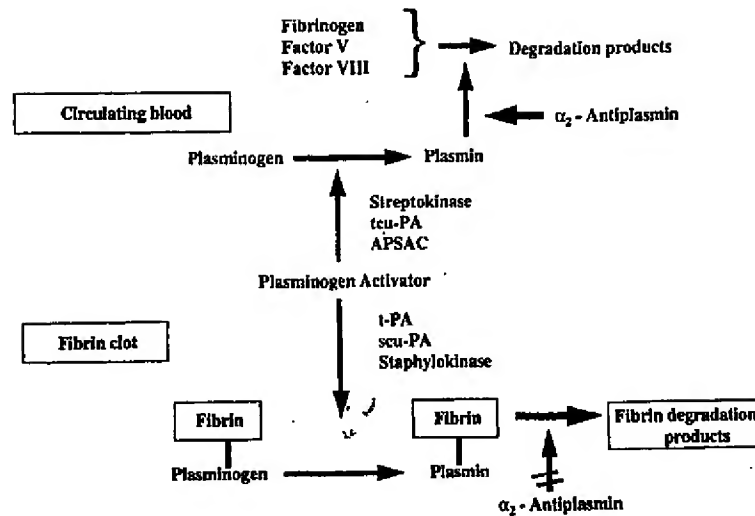 Fibrinogen
Factor V
Factor VIII
Degradation products
Circulating blood
α2 - Antiplasmin
Plasminogen
Plasmin
Streptokinase
tcu-PA
APSAC
Plasminogen Activator
t-PA
scu-PA
Staphylokinase
Fibrin clot
Fibrin
Fibrin
Fibrin degradation
products
Plasminogen
Plasmin
α2 - Antiplasmin